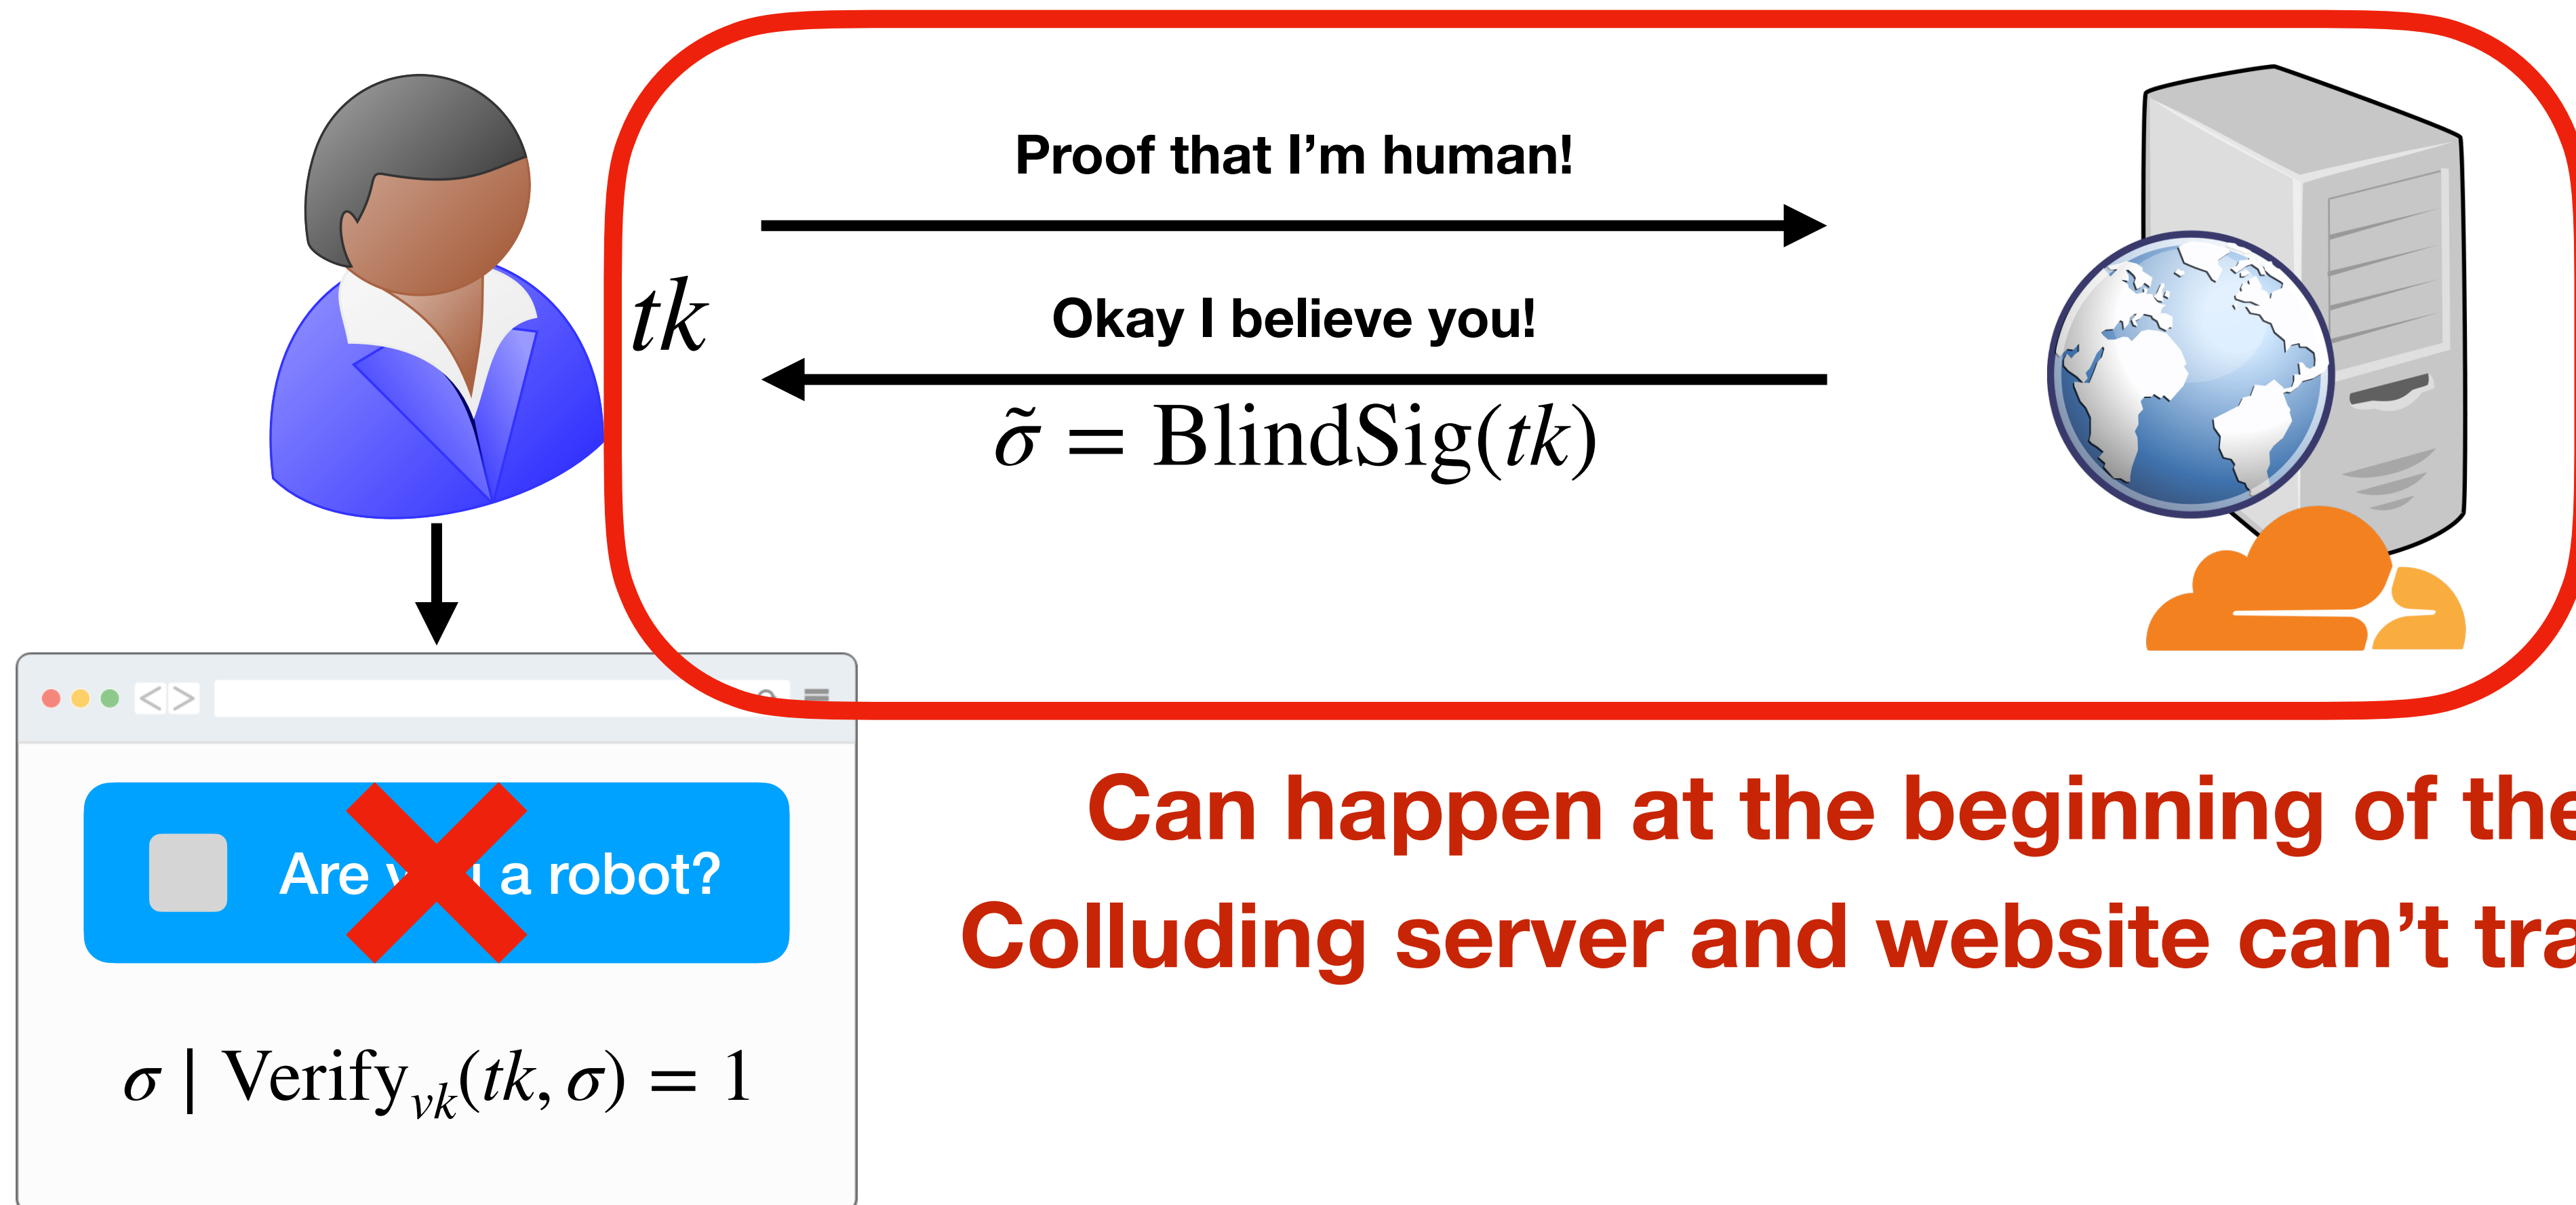 Proof that I'm human!
tk
Okay I believe you!
σ̃ = BlindSig(tk)
Are a robot?
σ | Verify_vk(tk, σ) = 1
Can happen at the beginning of the
Colluding server and website can't